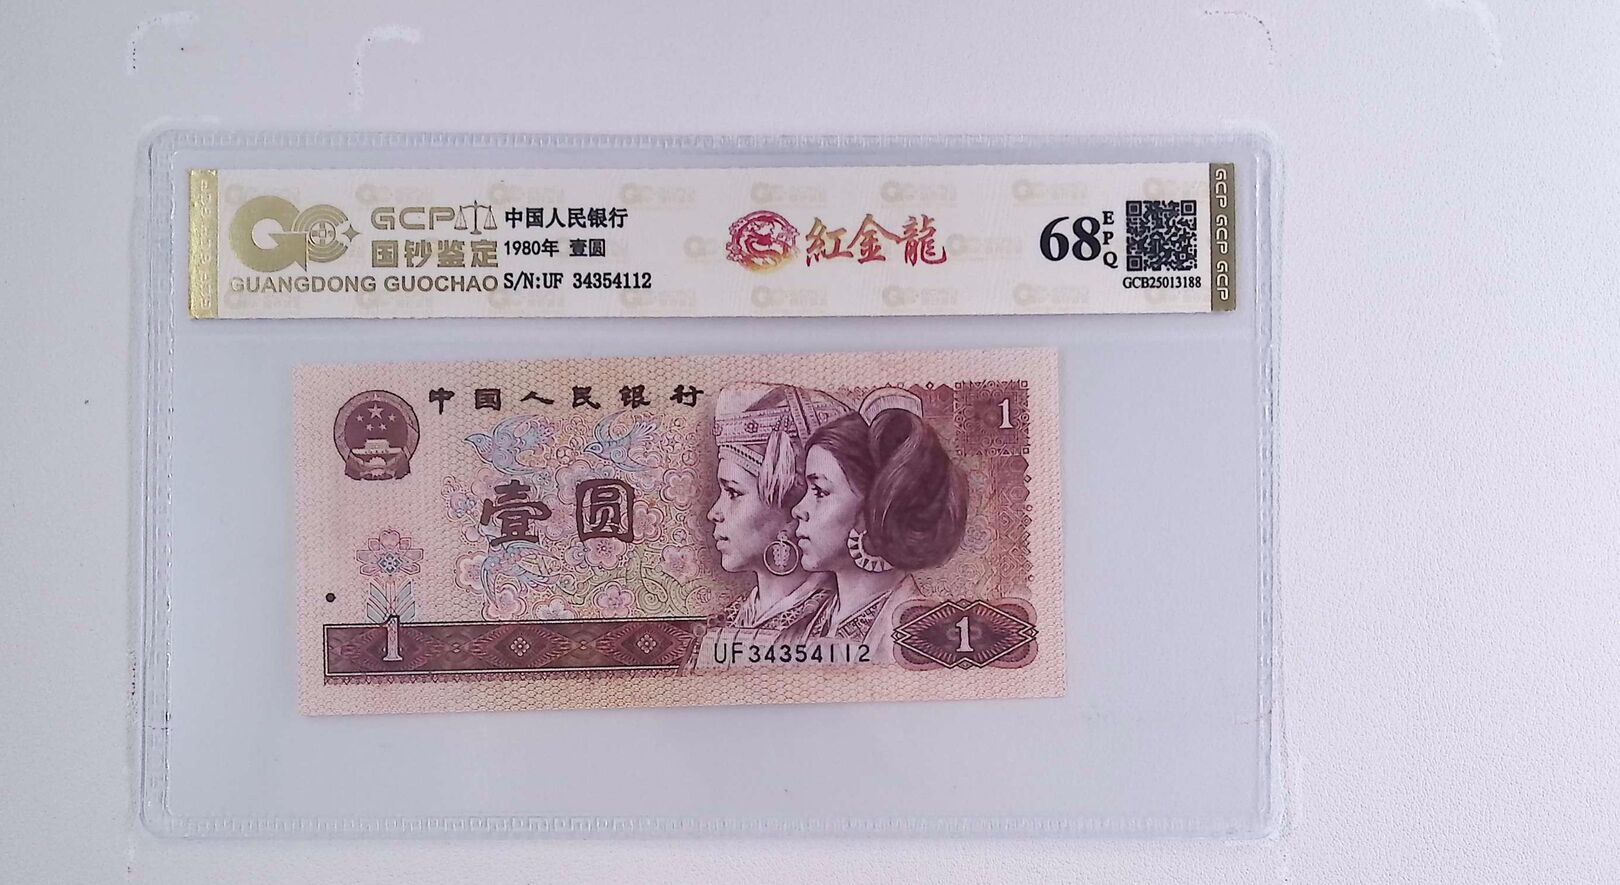 GCP
国钞鉴定
GUANGDONG GUOCHAO
中国人民银行
1980年 壹圆
S/N:UF 34354112
紅金龍
68 EPQ
GCB25013188
GCP GCP GCP
中国人民银行
1
壹圆
1
UF34354112
1